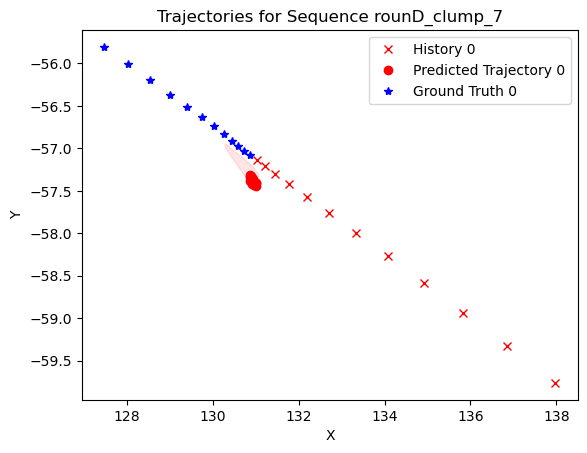 Trajectories for Sequence rounD_clump_7
History 0
Predicted Trajectory 0
Ground Truth 0
Y
−56.0
−56.5
−57.0
−57.5
−58.0
−58.5
−59.0
−59.5
128
130
132
134
136
138
X